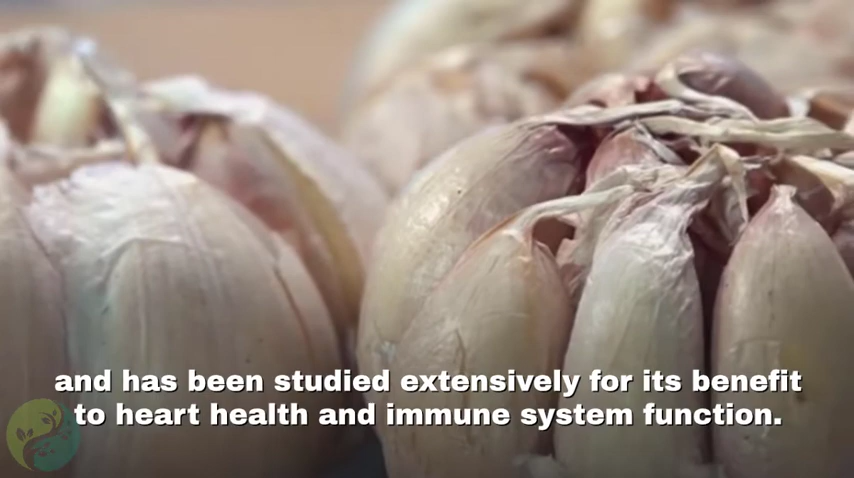 and has been studied extensively for its benefit
to heart health and immune system function.